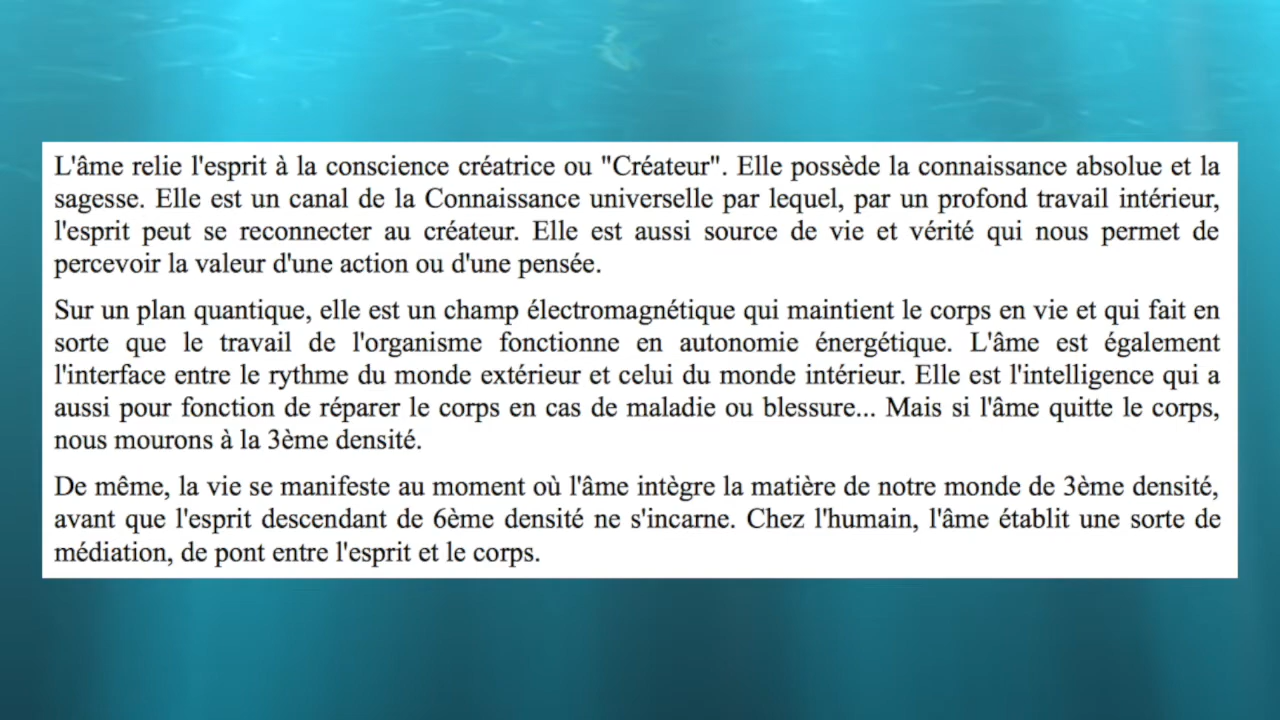 L'âme relie l'esprit à la conscience créatrice ou "Créateur". Elle possède la connaissance absolue et la
sagesse. Elle est un canal de la Connaissance universelle par lequel, par un profond travail intérieur,
l'esprit peut se reconnecter au créateur. Elle est aussi source de vie et vérité qui nous permet de
percevoir la valeur d'une action ou d'une pensée.
Sur un plan quantique, elle est un champ électromagnétique qui maintient le corps en vie et qui fait en
sorte que le travail de l'organisme fonctionne en autonomie énergétique. L'âme est également
l'interface entre le rythme du monde extérieur et celui du monde intérieur. Elle est l'intelligence qui a
aussi pour fonction de réparer le corps en cas de maladie ou blessure... Mais si l'âme quitte le corps,
nous mourons à la 3ème densité.
De même, la vie se manifeste au moment où l'âme intègre la matière de notre monde de 3ème densité,
avant que l'esprit descendant de 6ème densité ne s'incarne. Chez l'humain, l'âme établit une sorte de
médiation, de pont entre l'esprit et le corps.